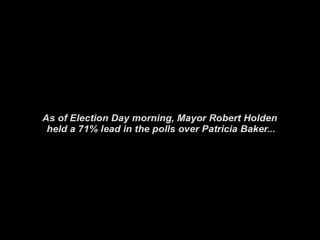 As of Election Day morning, Mayor Robert Holden
held a 71% lead in the polls over Patricia Baker...